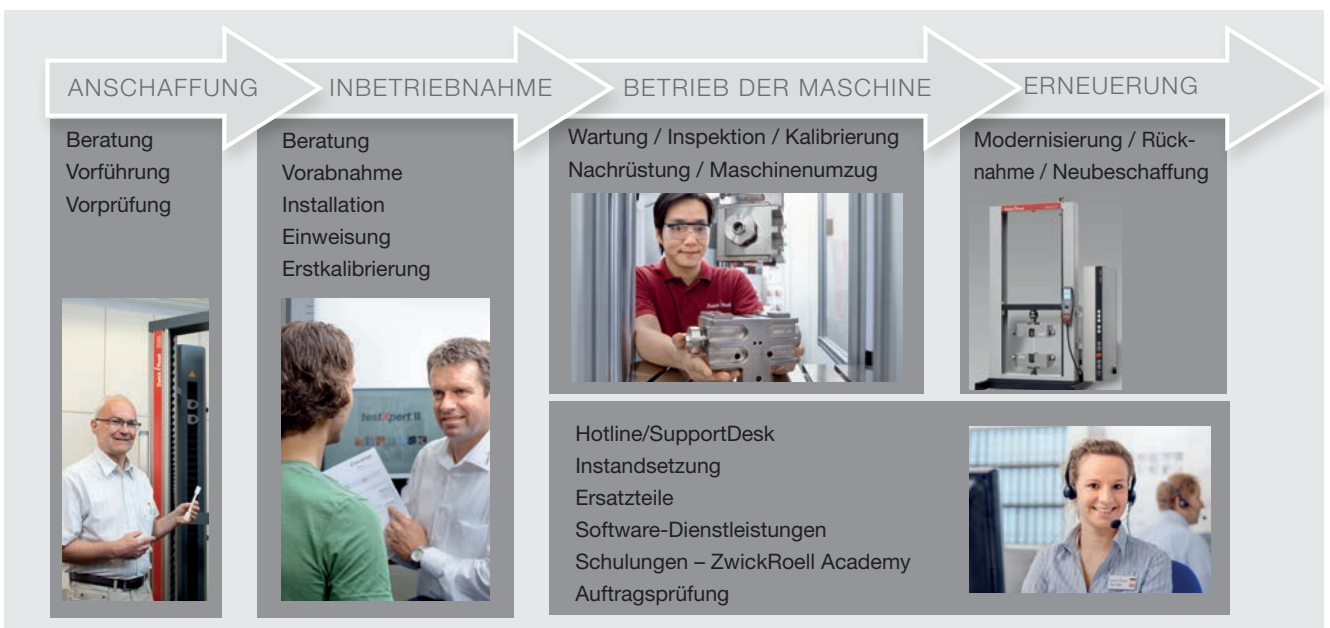 ANSCHAFFUNG
INBETRIEBNAHME
BETRIEB DER MASCHINE
ERNEUERUNG
Beratung
Vorführung
Vorprüfung
Beratung
Vorabnahme
Installation
Einweisung
Erstkalibrierung
testXpert II
Wartung / Inspektion / Kalibrierung
Nachrüstung / Maschinenumzug
Modernisierung / Rück-
nahme / Neubeschaffung
Hotline/SupportDesk
Instandsetzung
Ersatzteile
Software-Dienstleistungen
Schulungen – ZwickRoell Academy
Auftragsprüfung